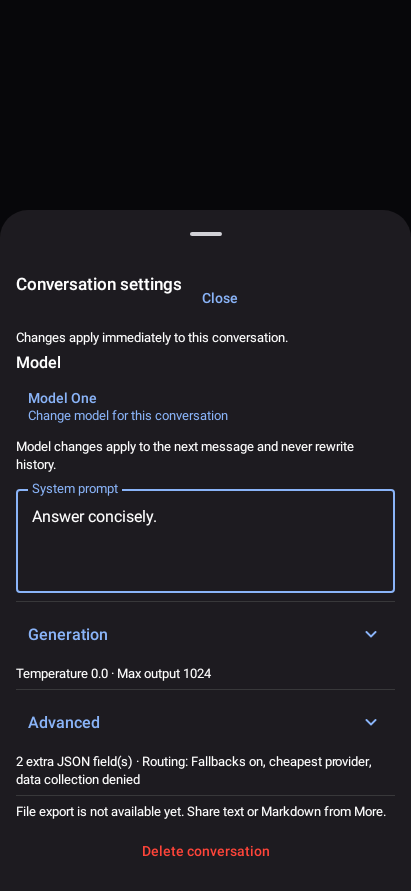 Conversation settings
Close
Changes apply immediately to this conversation.
Model
Model One
Change model for this conversation
Model changes apply to the next message and never rewrite
history.
System prompt
Answer concisely.
Generation
Temperature 0.0 · Max output 1024
Advanced
2 extra JSON field(s) · Routing: Fallbacks on, cheapest provider,
data collection denied
File export is not available yet. Share text or Markdown from More.
Delete conversation